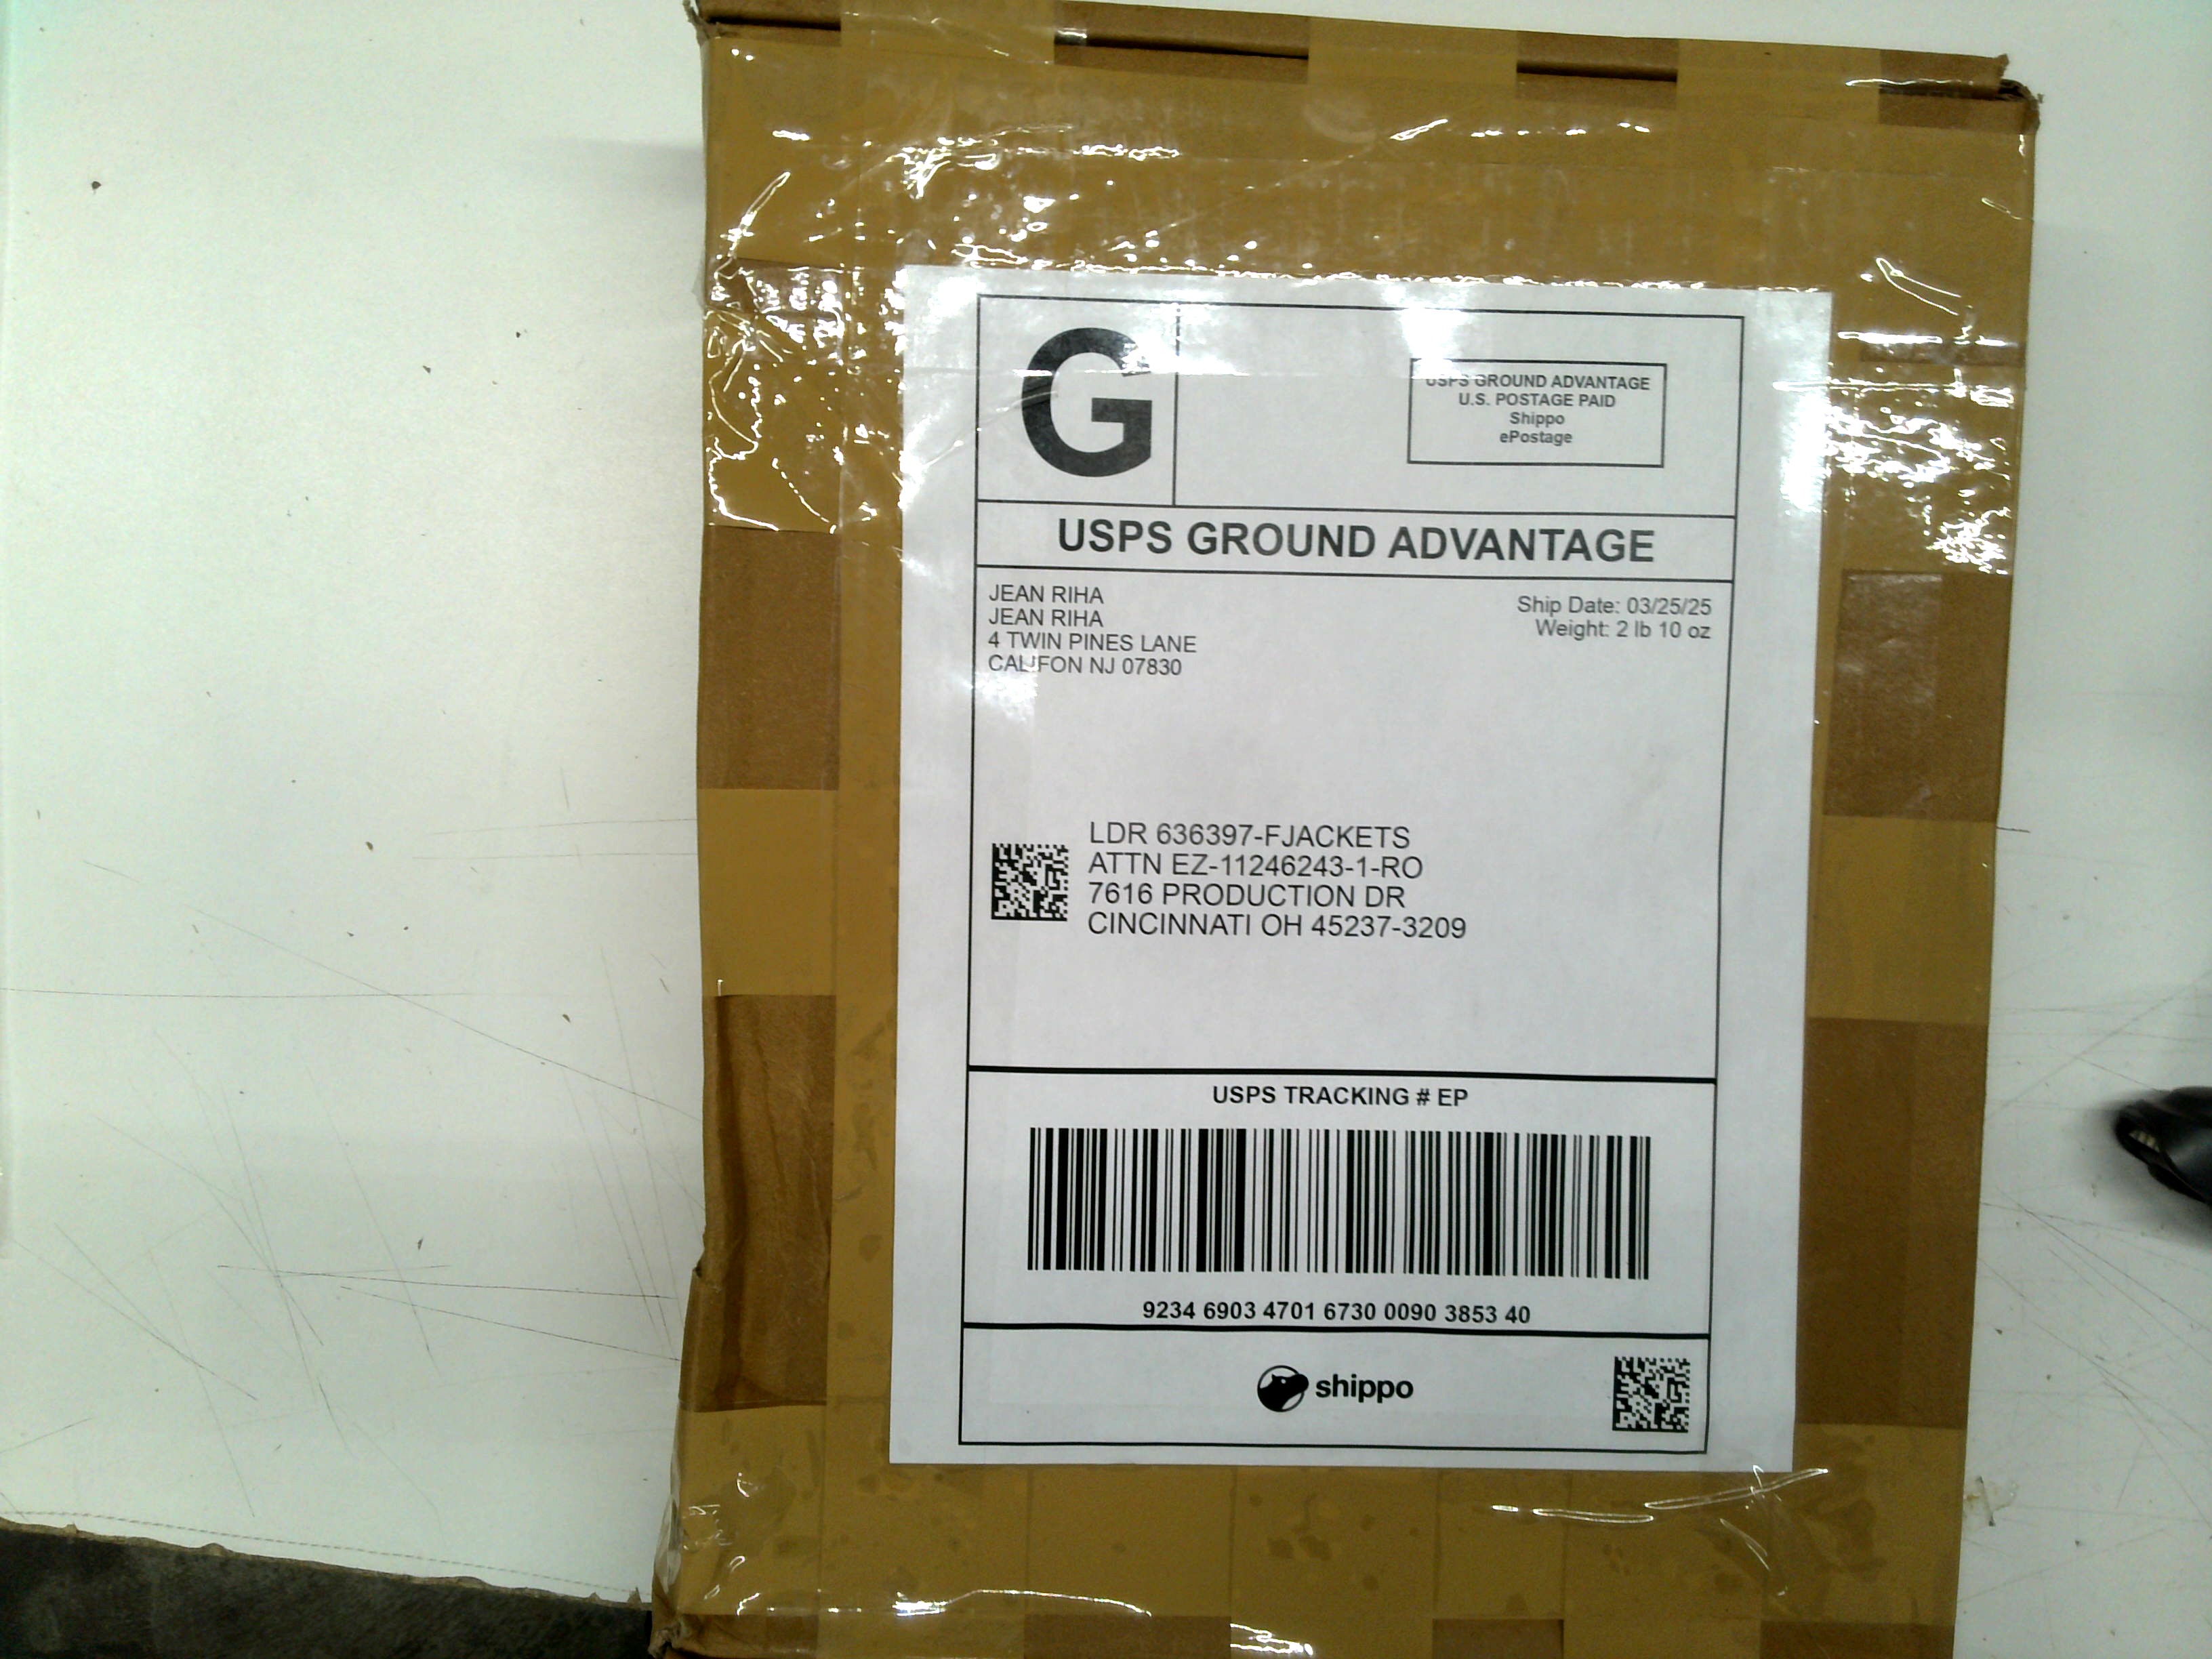 G
USPS GROUND ADVANTAGE
U.S. POSTAGE PAID
Shippo
ePostage
USPS GROUND ADVANTAGE
JEAN RIHA
JEAN RIHA
4 TWIN PINES LANE
CALIFON NJ 07830
Ship Date: 03/25/25
Weight: 2 lb 10 oz
LDR 636397-FJACKETS
ATTN EZ-11246243-1-RO
7616 PRODUCTION DR
CINCINNATI OH 45237-3209
USPS TRACKING # EP
9234 6903 4701 6730 0090 3853 40
shippo